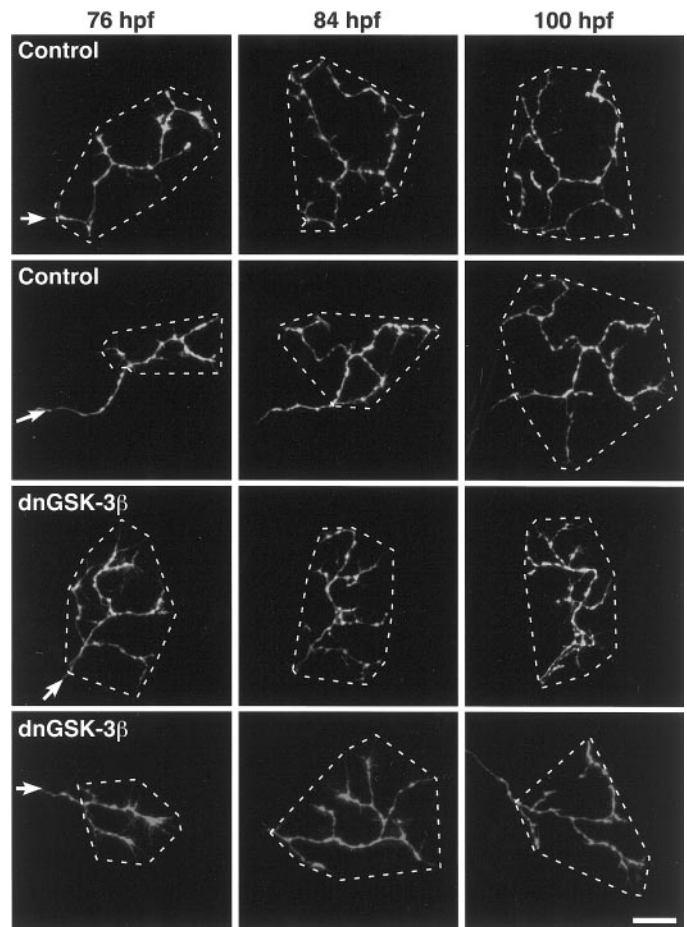 76 hpf 84 hpf 100 hpf
Control
Control
dnGSK-3β
dnGSK-3β